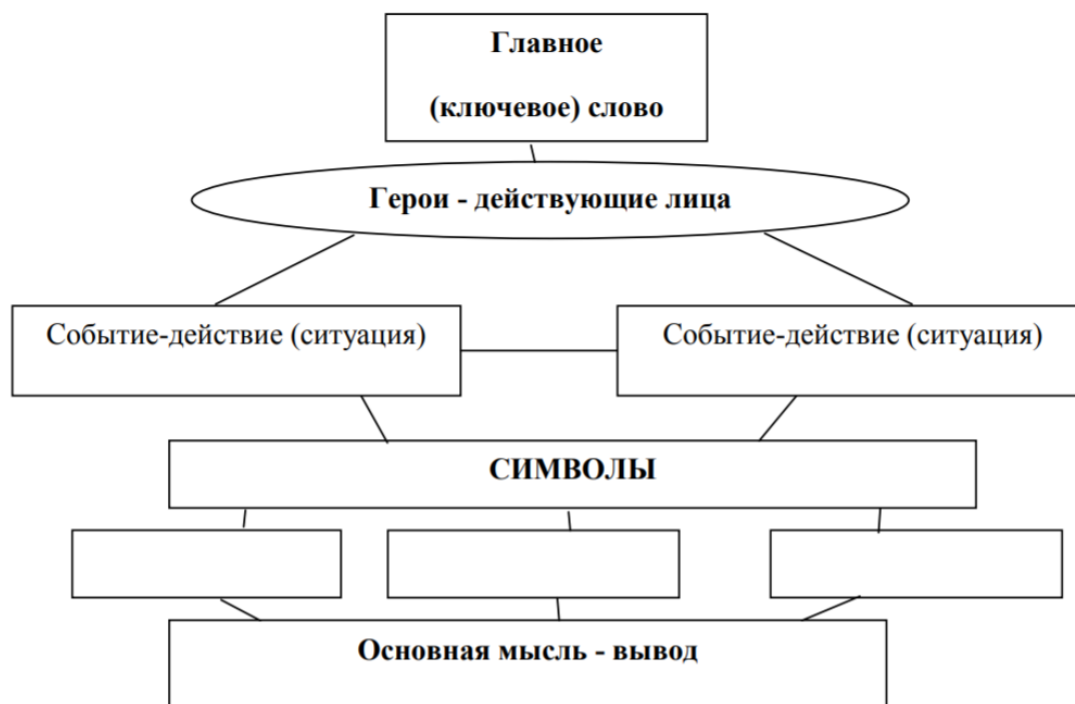 Главное
(ключевое) слово
Герои - действующие лица
Событие-действие (ситуация)
Событие-действие (ситуация)
СИМВОЛЫ
Основная мысль - вывод